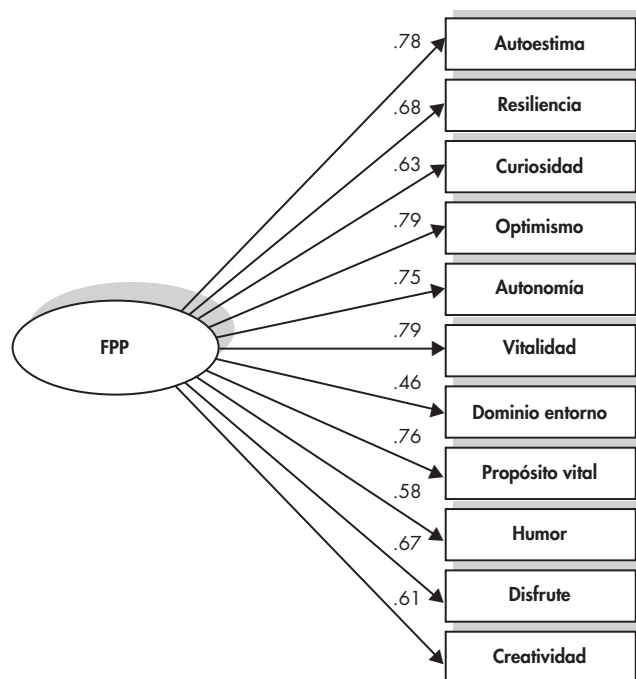 .78
Autoestima
.68
Resiliencia
.63
Curiosidad
.79
Optimismo
.75
Autonomía
FPP
.79
Vitalidad
.46
Dominio entorno
.76
Propósito vital
.58
Humor
.67
Disfrute
.61
Creatividad